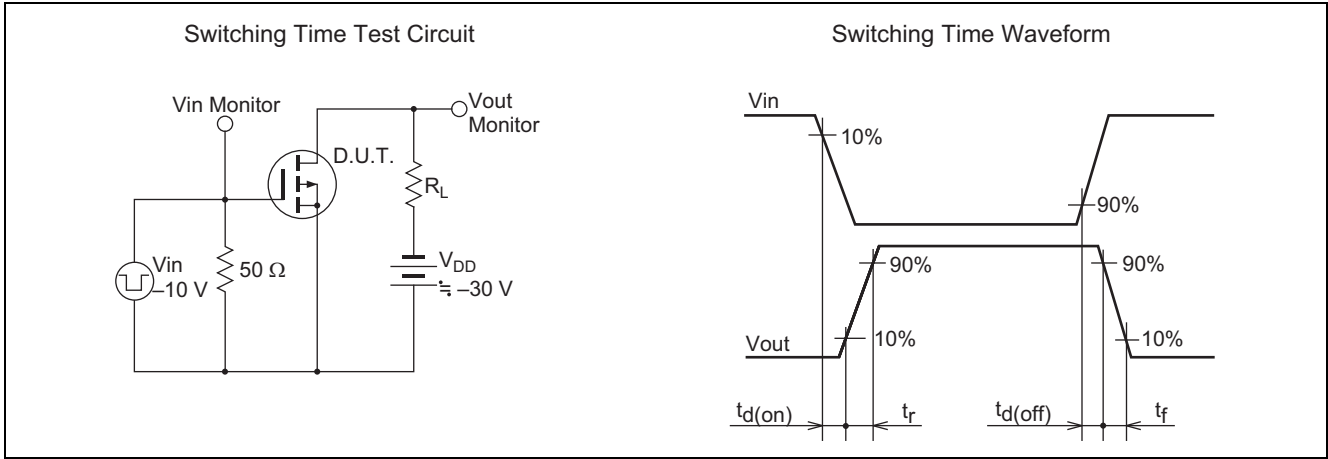 Switching Time Test Circuit
Vin Monitor
Vout
Monitor
D.U.T.
RL
Vin
–10 V
50 Ω
VDD
≒ –30 V
Switching Time Waveform
Vin
10%
90%
90%
90%
Vout
10%
10%
td(on)
tr
td(off)
tf